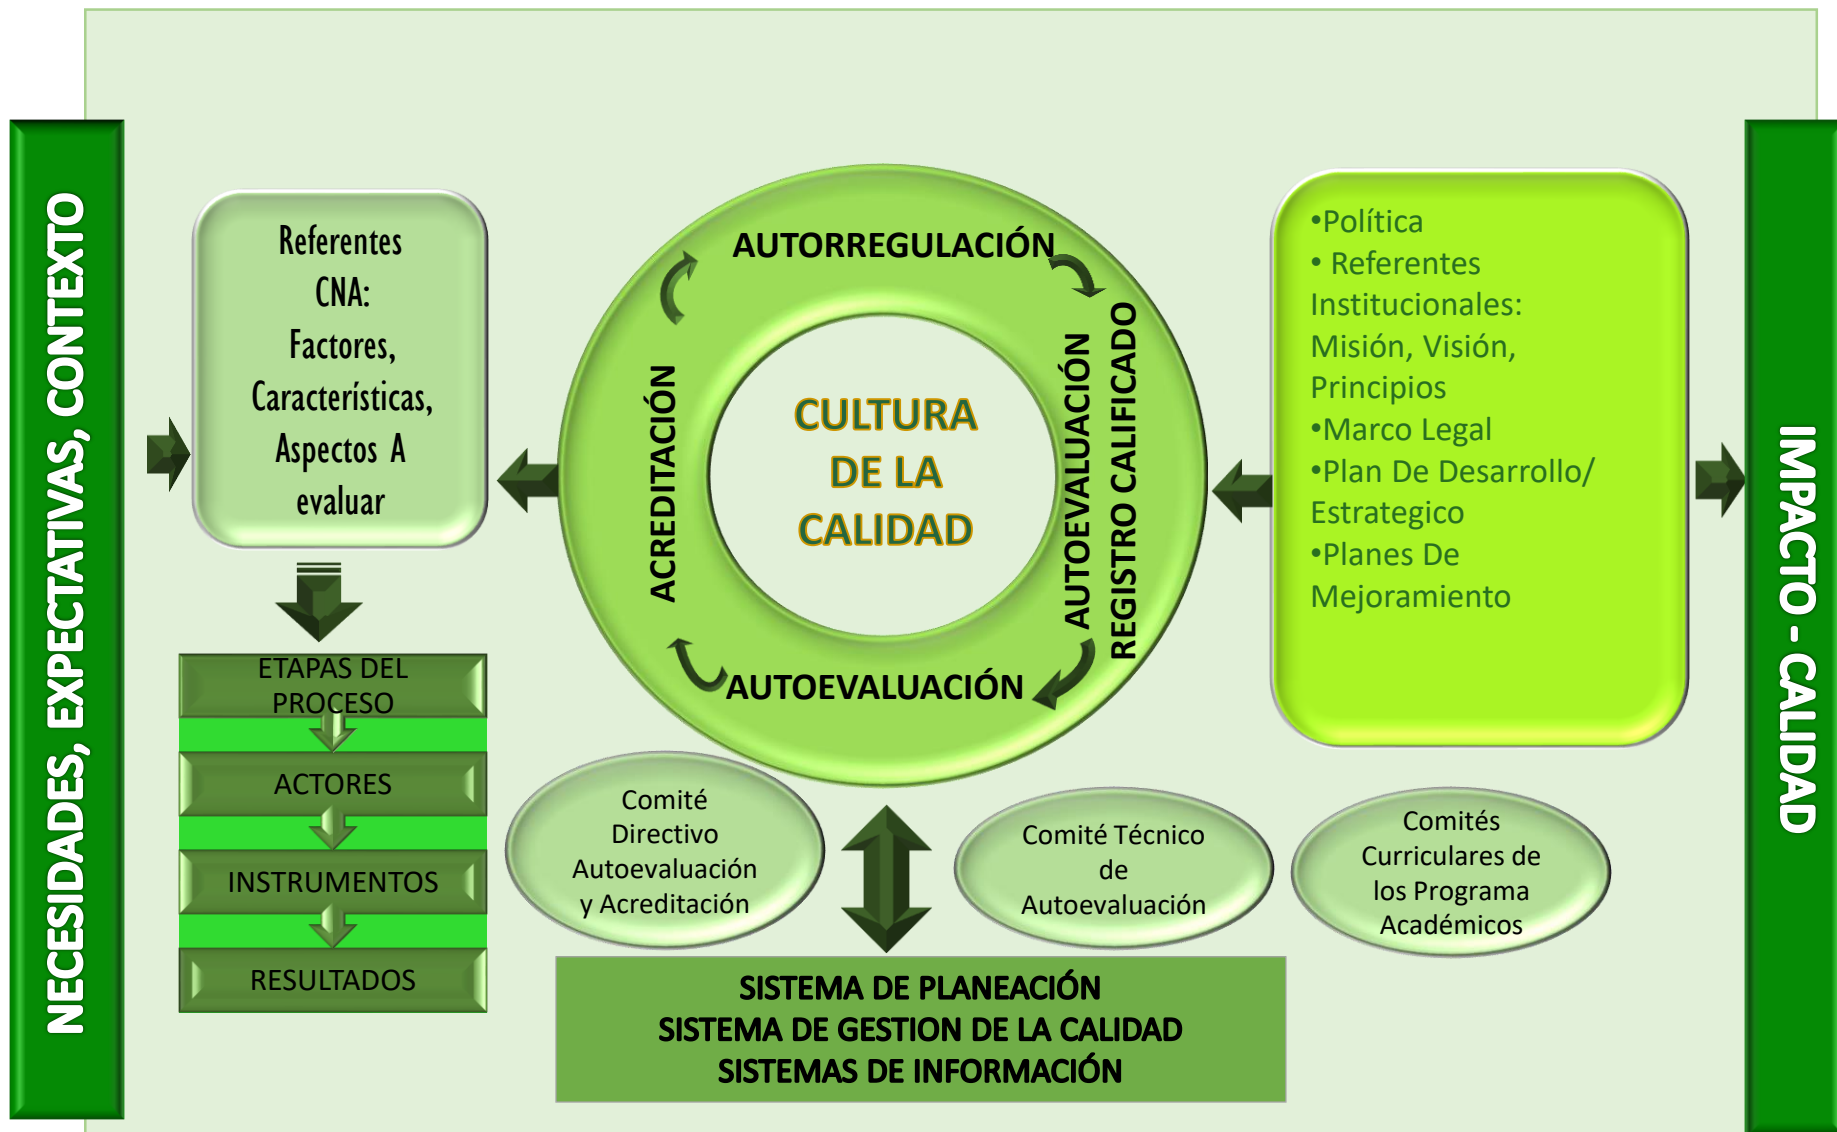 NECESIDADES, EXPECTATIVAS, CONTEXTO
Referentes
CNA:
Factores,
Características,
Aspectos A
evaluar
ETAPAS DEL
PROCESO
ACTORES
INSTRUMENTOS
RESULTADOS
AUTORREGULACIÓN
AUTOEVALUACIÓN
REGISTRO CALIFICADO
AUTOEVALUACIÓN
ACREDITACIÓN
CULTURA
DE LA
CALIDAD
•Política
• Referentes
Institucionales:
Misión, Visión,
Principios
•Marco Legal
•Plan De Desarrollo/
Estrategico
•Planes De
Mejoramiento
Comité
Directivo
Autoevaluación
y Acreditación
Comité Técnico
de
Autoevaluación
Comités
Curriculares de
los Programa
Académicos
SISTEMA DE PLANEACIÓN
SISTEMA DE GESTION DE LA CALIDAD
SISTEMAS DE INFORMACIÓN
IMPACTO - CALIDAD